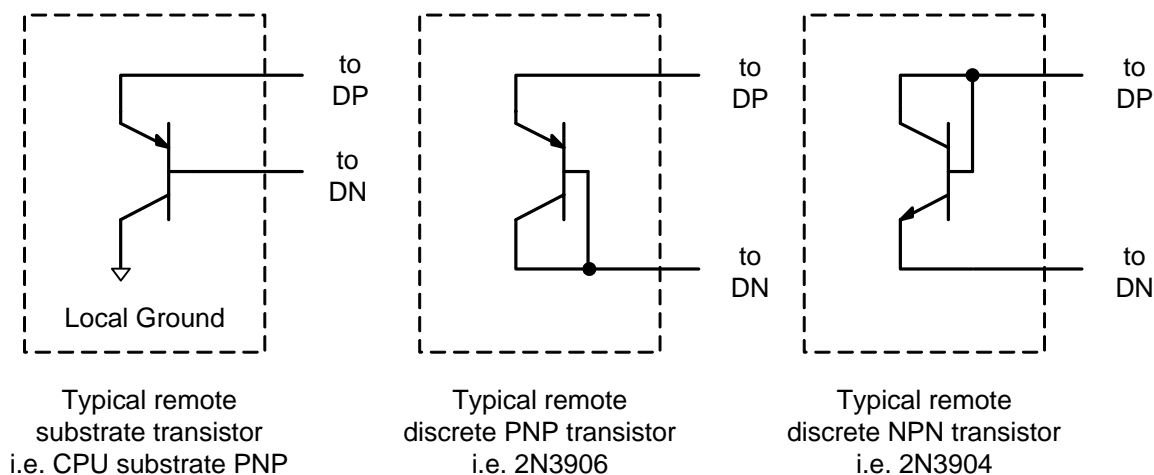 to
DP
to
DN
Local Ground
Typical remote
substrate transistor
i.e. CPU substrate PNP
to
DP
to
DN
Typical remote
discrete PNP transistor
i.e. 2N3906
to
DP
to
DN
Typical remote
discrete NPN transistor
i.e. 2N3904